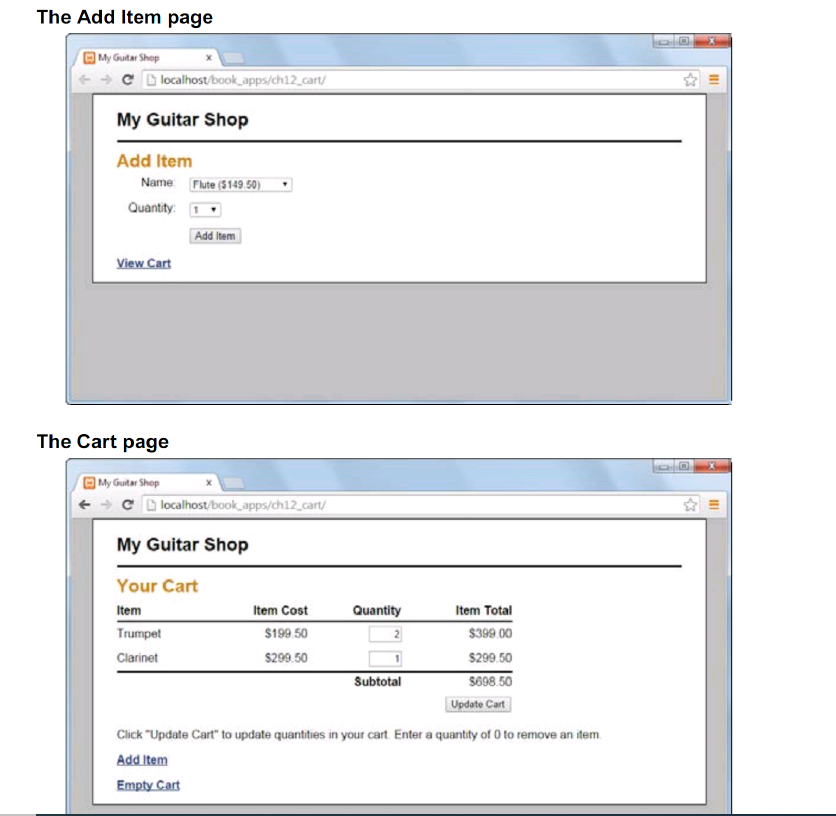 The Add Item page
My Guitar Shop x
localhost/book_apps/ch12_cart/
My Guitar Shop
Add Item
Name: Flute ($149.50)
Quantity: 1
Add Item
View Cart
The Cart page
My Guitar Shop x
localhost/book_apps/ch12_cart/
My Guitar Shop
Your Cart
Item Item Cost Quantity Item Total
Trumpet $199.50 2 $399.00
Clarinet $299.50 1 $299.50
Subtotal $698.50
Update Cart
Click "Update Cart" to update quantities in your cart. Enter a quantity of 0 to remove an item.
Add Item
Empty Cart